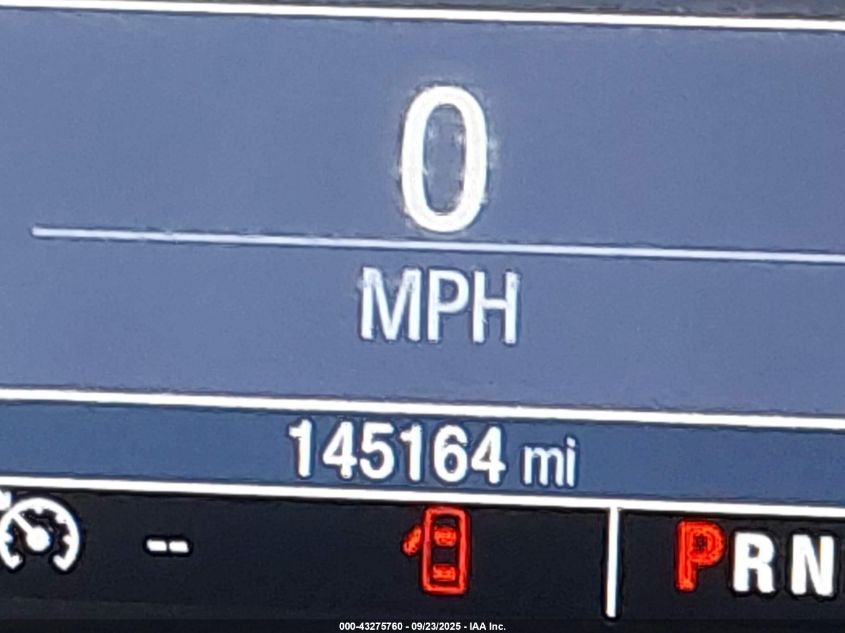 0
MPH
145164 mi
-- PRN
000-43275760 - 09/23/2025 - IAA Inc.